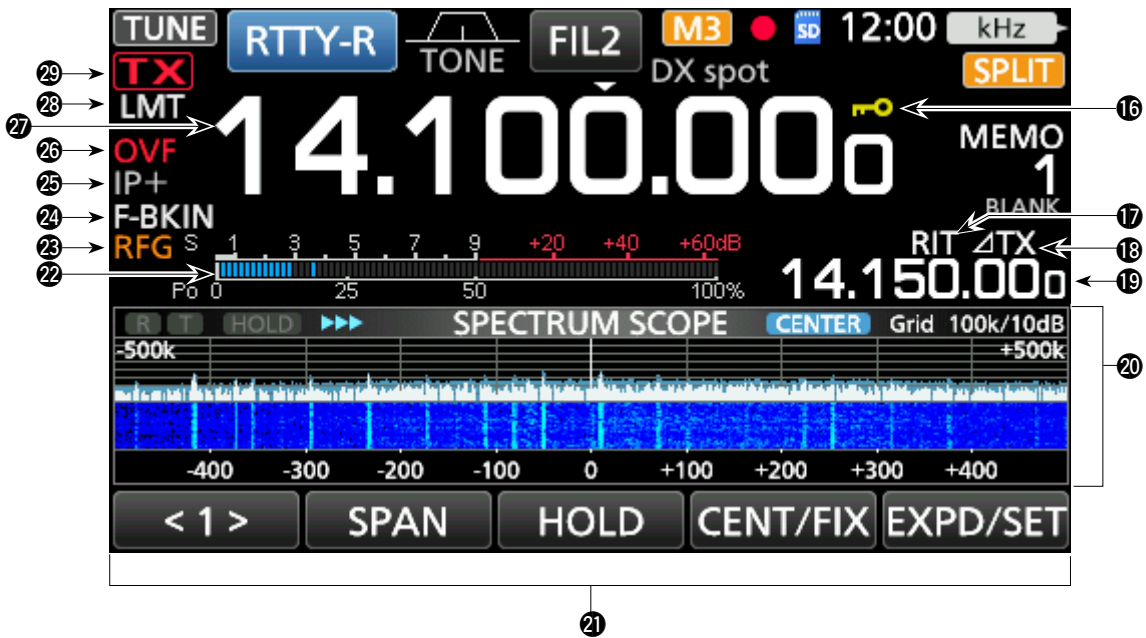 TUNE RTTY-R TONE FIL2 M3 SD 12:00 kHz
㉙ TX DX spot SPLIT
㉘ LMT
㉗ 14.100.000 ⑯
㉖ OVF MEMO
㉕ IP+ 1
㉔ F-BKIN BLANK ⑰
㉓ RFG S 1 3 5 7 9 +20 +40 +60dB RIT ⊿TX ⑱
㉒ 14.150.000 ⑲
Po 0 25 50 100%
R T HOLD SPECTRUM SCOPE CENTER Grid 100k/10dB
-500k +500k
⑳
-400 -300 -200 -100 0 +100 +200 +300 +400
< 1 > SPAN HOLD CENT/FIX EXPD/SET
㉑